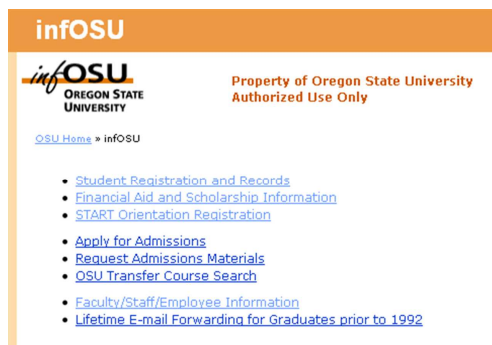 infOSU
infOSU
OREGON STATE
UNIVERSITY
Property of Oregon State University
Authorized Use Only
OSU Home » infOSU
• Student Registration and Records
• Financial Aid and Scholarship Information
• START Orientation Registration
• Apply for Admissions
• Request Admissions Materials
• OSU Transfer Course Search
• Faculty/Staff/Employee Information
• Lifetime E-mail Forwarding for Graduates prior to 1992